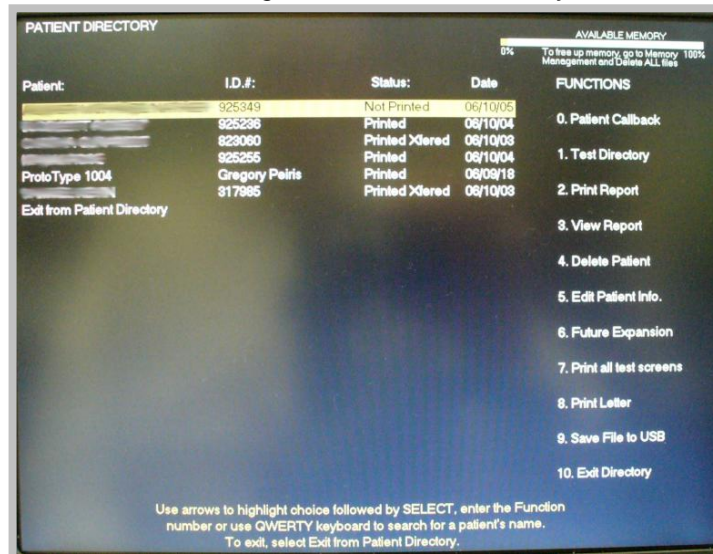 PATIENT DIRECTORY
AVAILABLE MEMORY
0% To free up memory, go to Memory 100%
Management and Delete ALL files
Patient: I.D.#: Status: Date FUNCTIONS
925349 Not Printed 06/10/05
925236 Printed 06/10/04
823060 Printed Xfered 06/10/03
925255 Printed 06/10/04
ProtoType 1004 Gregory Peiris Printed 06/09/18
317985 Printed Xfered 06/10/03
Exit from Patient Directory
0. Patient Callback
1. Test Directory
2. Print Report
3. View Report
4. Delete Patient
5. Edit Patient Info.
6. Future Expansion
7. Print all test screens
8. Print Letter
9. Save File to USB
10. Exit Directory
Use arrows to highlight choice followed by SELECT, enter the Function
number or use QWERTY keyboard to search for a patient's name.
To exit, select Exit from Patient Directory.